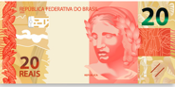 REPÚBLICA FEDERATIVA DO BRASIL
20
20
REAIS